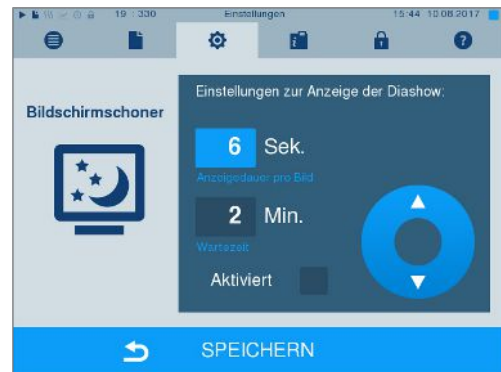 19 : 330 Einstellungen 15:44 10.08.2017
Bildschirmschoner
Einstellungen zur Anzeige der Diashow:
6 Sek.
Anzeigedauer pro Bild
2 Min.
Wartezeit
Aktiviert
SPEICHERN